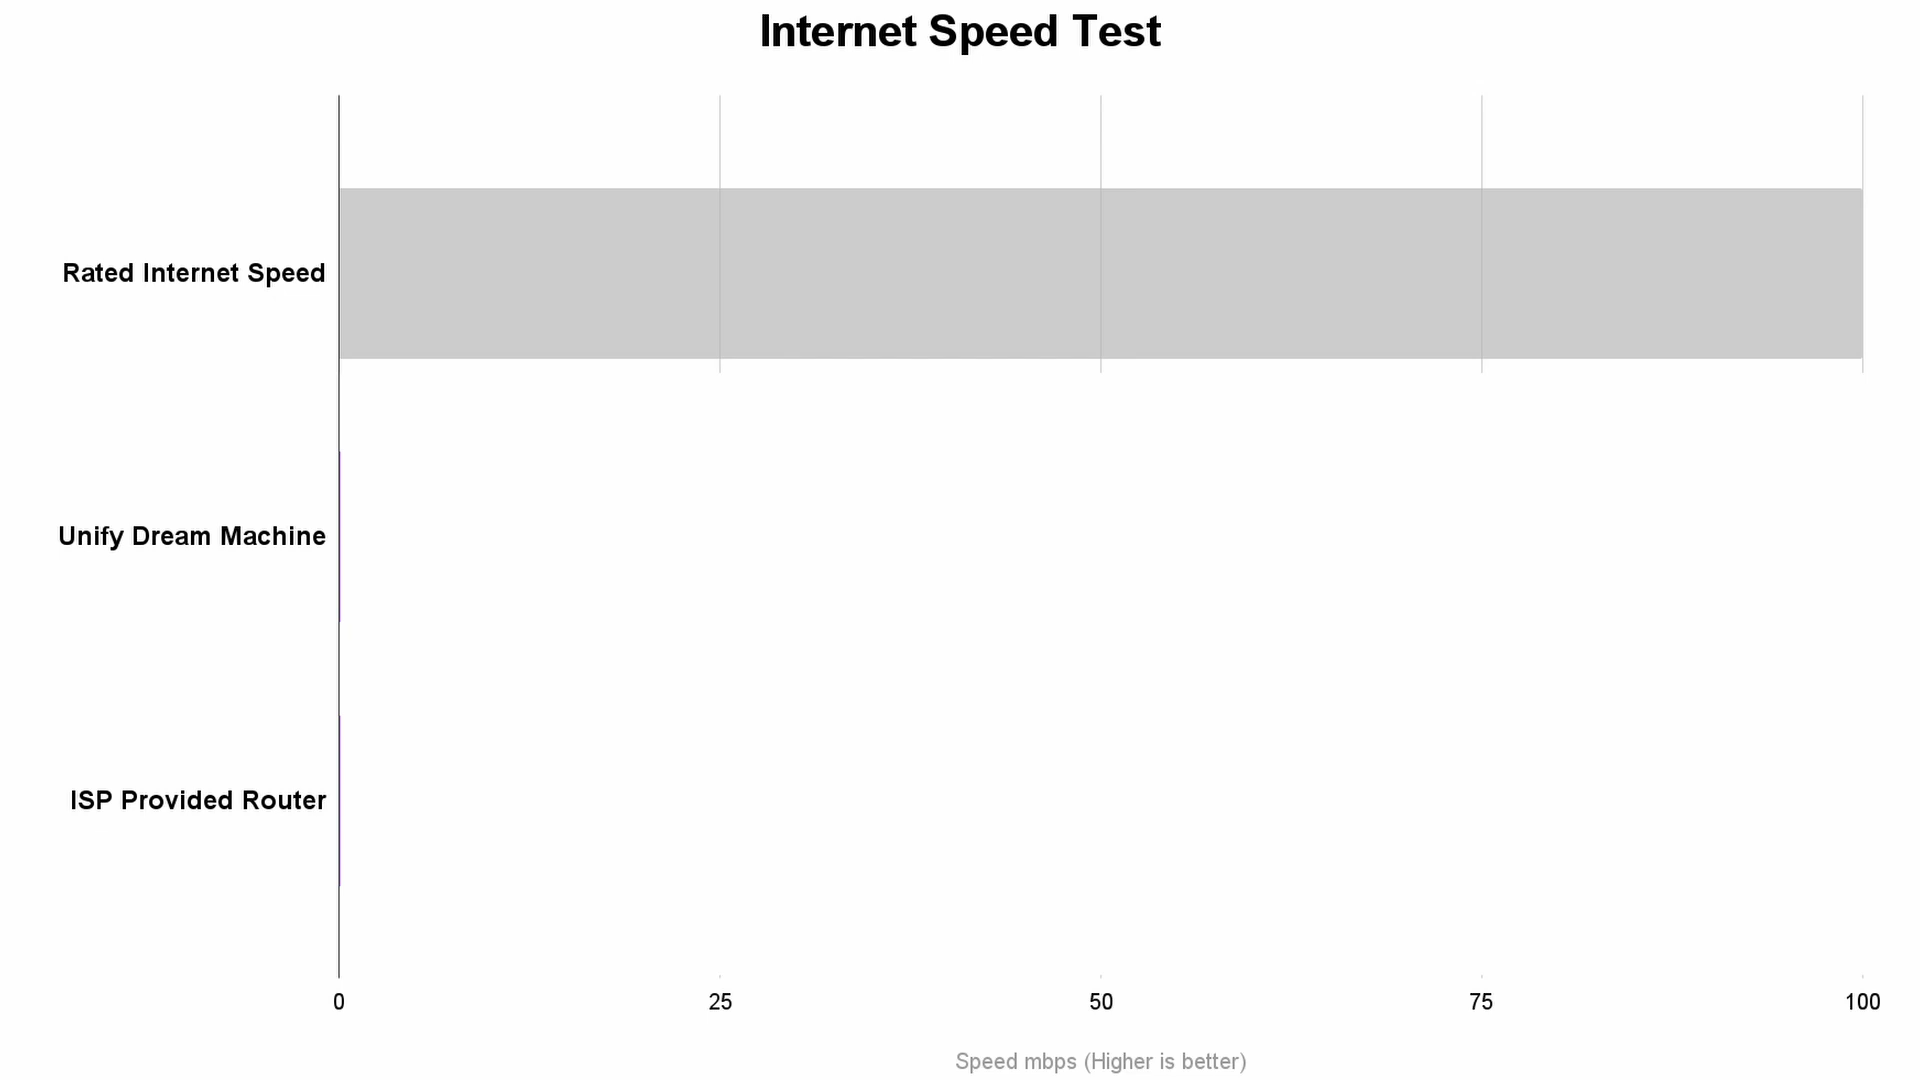 Internet Speed Test
Rated Internet Speed
Unify Dream Machine
ISP Provided Router
0 25 50 75 100
Speed mbps (Higher is better)